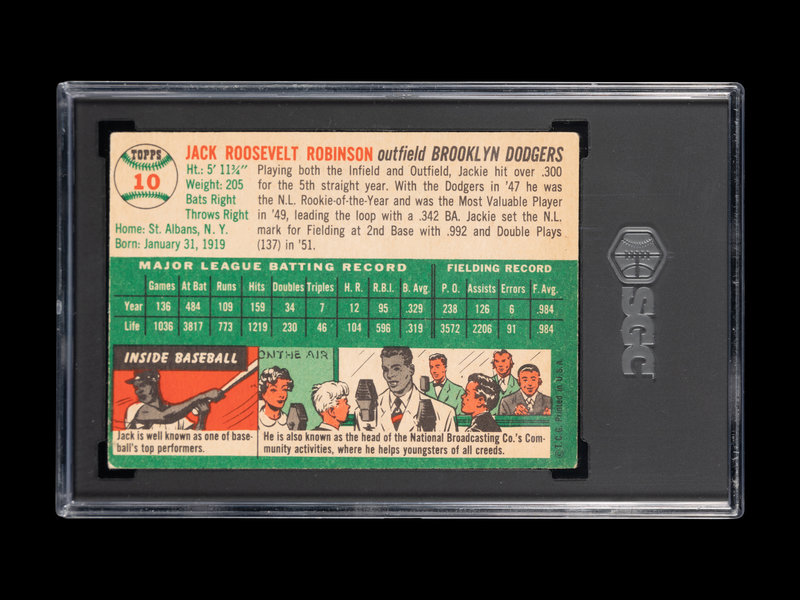 TOPPS
10
JACK ROOSEVELT ROBINSON outfield BROOKLYN DODGERS
Ht.: 5' 11¾"
Weight: 205
Bats Right
Throws Right
Home: St. Albans, N. Y.
Born: January 31, 1919
Playing both the Infield and Outfield, Jackie hit over .300
for the 5th straight year. With the Dodgers in '47 he was
the N.L. Rookie-of-the-Year and was the Most Valuable Player
in '49, leading the loop with a .342 BA. Jackie set the N.L.
mark for Fielding at 2nd Base with .992 and Double Plays
(137) in '51.
MAJOR LEAGUE BATTING RECORD FIELDING RECORD
Games At Bat Runs Hits Doubles Triples H. R. R.B.I. B. Avg. P. O. Assists Errors F. Avg.
Year 136 484 109 159 34 7 12 95 .329 238 126 6 .984
Life 1036 3817 773 1219 230 46 104 596 .319 3572 2206 91 .984
INSIDE BASEBALL
ON THE AIR
Jack is well known as one of base-
ball's top performers.
He is also known as the head of the National Broadcasting Co.'s Com-
munity activities, where he helps youngsters of all creeds.
© T.C.G. Printed in U.S.A.
SGC